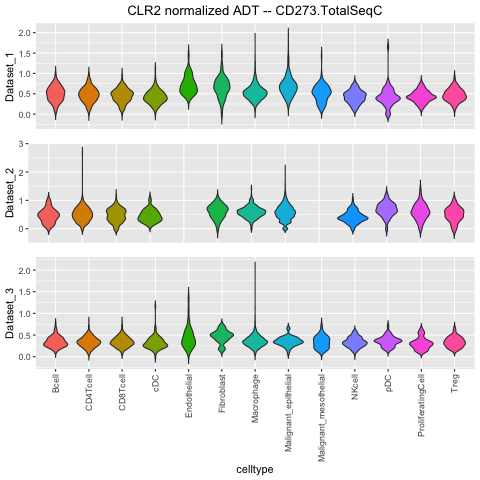 CLR2 normalized ADT -- CD273.TotalSeqC
Dataset_1
2.0
1.5
1.0
0.5
0.0
Dataset_2
3
2
1
0
Dataset_3
2.0
1.5
1.0
0.5
0.0
Bcell
CD4Tcell
CD8Tcell
cDC
Endothelial
Fibroblast
Macrophage
Malignant_epithelial
Malignant_mesothelial
NKcell
pDC
ProliferatingCell
Treg
celltype